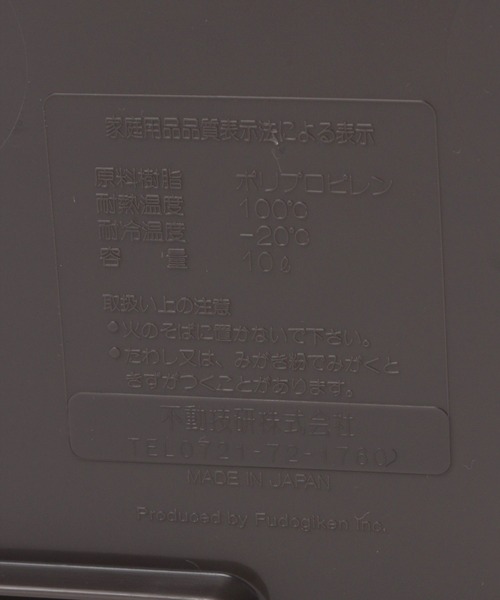 家庭用品品質表示法による表示
原料樹脂 ポリプロピレン
耐熱温度 100℃
耐冷温度 -20℃
容量 10ℓ
取扱い上の注意
●火のそばに置かないで下さい。
●たわし又は、みがき粉でみがくと
きずがつくことがあります。
不動技研株式会社
TEL0721-72-1780
MADE IN JAPAN
Produced by Fudogiken Inc.